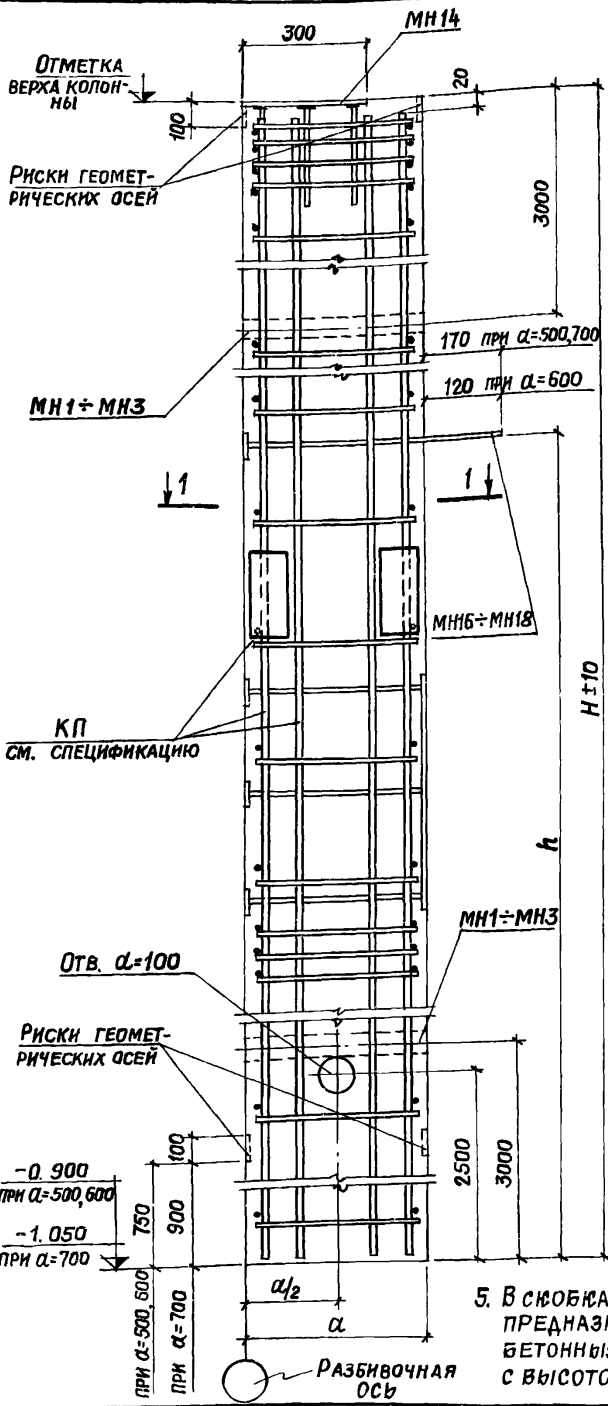 300
МН14
ОТМЕТКА
ВЕРХА КОЛОН-
НЫ
20
100
РИСКИ ГЕОМЕТ-
РИЧЕСКИХ ОСЕЙ
3000
170 ПРИ a=500,700
120 ПРИ a=600
МН1÷МН3
1
1
МН16÷МН18
H±10
КП
СМ. СПЕЦИФИКАЦИЮ
h
МН1÷МН3
ОТВ. d=100
РИСКИ ГЕОМЕТ-
РИЧЕСКИХ ОСЕЙ
100
2500
3000
-0.900
ПРИ a=500,600
750
900
-1.050
ПРИ a=700
ПРИ a=500,600
ПРИ a=700
a/2
a
РАЗБИВОЧНАЯ
ОСЬ
5. В СКОБКА
ПРЕДНАЗН
БЕТОННЫ
С ВЫСОТО